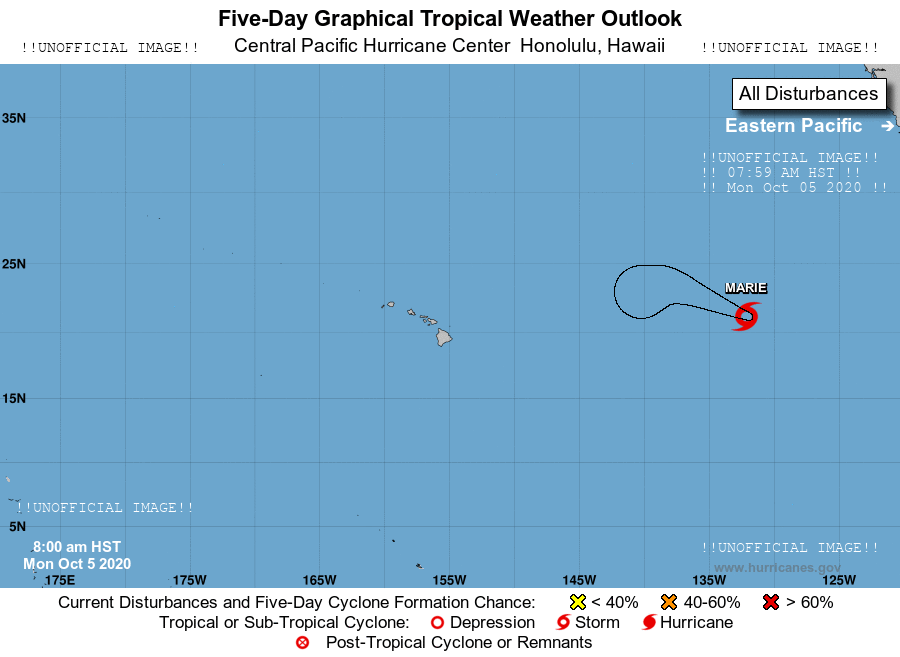 Five-Day Graphical Tropical Weather Outlook
!!UNOFFICIAL IMAGE!! Central Pacific Hurricane Center Honolulu, Hawaii !!UNOFFICIAL IMAGE!!
All Disturbances
35N
Eastern Pacific →
!!UNOFFICIAL IMAGE!!
!! 07:59 AM HST !!
!! Mon Oct 05 2020 !!
25N
MARIE
15N
!!UNOFFICIAL IMAGE!!
5N
8:00 am HST
Mon Oct 5 2020
!!UNOFFICIAL IMAGE!!
www.hurricanes.gov
175E 175W 165W 155W 145W 135W 125W
Current Disturbances and Five-Day Cyclone Formation Chance: < 40% 40-60% > 60%
Tropical or Sub-Tropical Cyclone: Depression Storm Hurricane
Post-Tropical Cyclone or Remnants